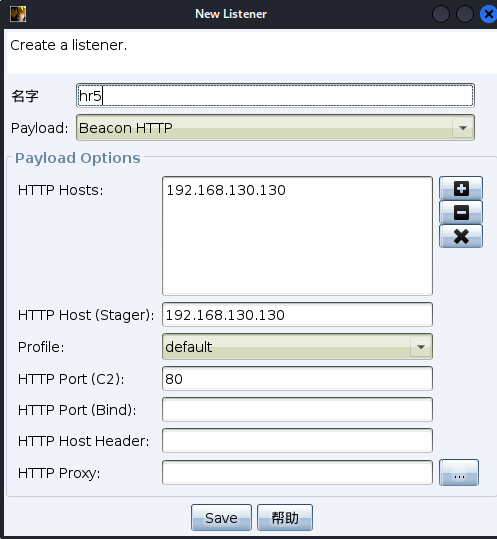 New Listener
Create a listener.
名字 hr5
Payload: Beacon HTTP
Payload Options
HTTP Hosts: 192.168.130.130
HTTP Host (Stager): 192.168.130.130
Profile: default
HTTP Port (C2): 80
HTTP Port (Bind):
HTTP Host Header:
HTTP Proxy: ...
Save 帮助